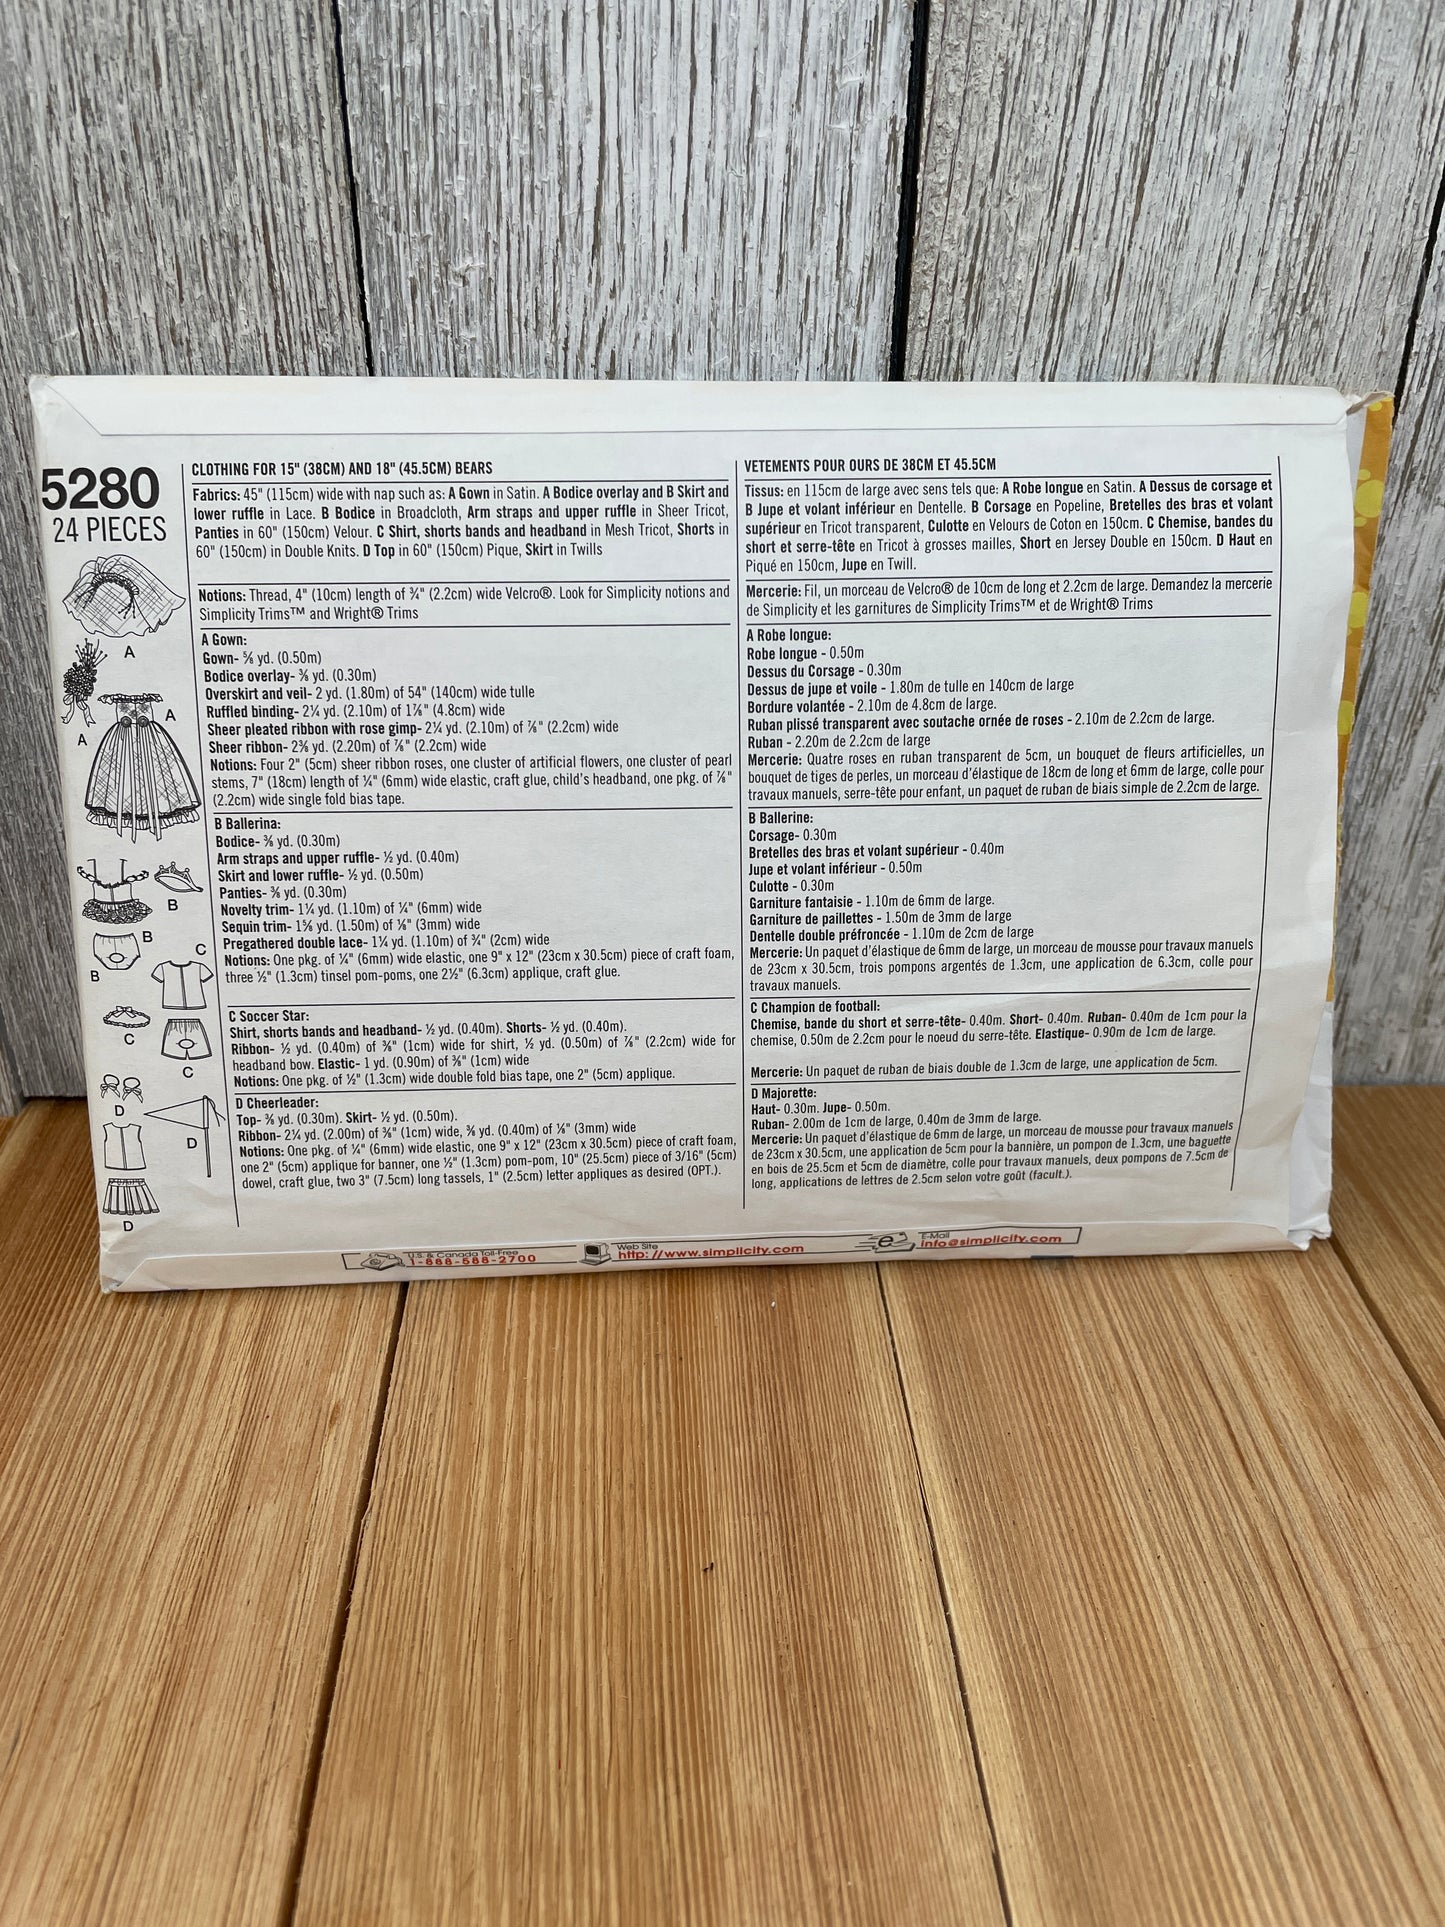 5280
24 PIECES
A
A
A
B
B
B
C
C
C
D
D
D
CLOTHING FOR 15" (38CM) AND 18" (45.5CM) BEARS
Fabrics: 45" (115cm) wide with nap such as: A Gown in Satin. A Bodice overlay and B Skirt and
lower ruffle in Lace. B Bodice in Broadcloth, Arm straps and upper ruffle in Sheer Tricot,
Panties in 60" (150cm) Velour. C Shirt, shorts bands and headband in Mesh Tricot, Shorts in
60" (150cm) in Double Knits. D Top in 60" (150cm) Pique, Skirt in Twills
Notions: Thread, 4" (10cm) length of ¾" (2.2cm) wide Velcro®. Look for Simplicity notions and
Simplicity Trims™ and Wright® Trims
A Gown:
Gown- ⅝ yd. (0.50m)
Bodice overlay- ⅜ yd. (0.30m)
Overskirt and veil- 2 yd. (1.80m) of 54" (140cm) wide tulle
Ruffled binding- 2¼ yd. (2.10m) of 1⅞" (4.8cm) wide
Sheer pleated ribbon with rose gimp- 2¼ yd. (2.10m) of ⅞" (2.2cm) wide
Sheer ribbon- 2⅜ yd. (2.20m) of ⅞" (2.2cm) wide
Notions: Four 2" (5cm) sheer ribbon roses, one cluster of artificial flowers, one cluster of pearl
stems, 7" (18cm) length of ¼" (6mm) wide elastic, craft glue, child's headband, one pkg. of ⅞"
(2.2cm) wide single fold bias tape.
B Ballerina:
Bodice- ⅜ yd. (0.30m)
Arm straps and upper ruffle- ½ yd. (0.40m)
Skirt and lower ruffle- ½ yd. (0.50m)
Panties- ⅜ yd. (0.30m)
Novelty trim- 1¼ yd. (1.10m) of ¼" (6mm) wide
Sequin trim- 1⅝ yd. (1.50m) of ⅛" (3mm) wide
Pregathered double lace- 1¼ yd. (1.10m) of ¾" (2cm) wide
Notions: One pkg. of ¼" (6mm) wide elastic, one 9" x 12" (23cm x 30.5cm) piece of craft foam,
three ½" (1.3cm) tinsel pom-poms, one 2½" (6.3cm) applique, craft glue.
C Soccer Star:
Shirt, shorts bands and headband- ½ yd. (0.40m). Shorts- ½ yd. (0.40m).
Ribbon- ½ yd. (0.40m) of ⅜" (1cm) wide for shirt, ½ yd. (0.50m) of ⅞" (2.2cm) wide for
headband bow. Elastic- 1 yd. (0.90m) of ⅜" (1cm) wide
Notions: One pkg. of ½" (1.3cm) wide double fold bias tape, one 2" (5cm) applique.
D Cheerleader:
Top- ⅜ yd. (0.30m). Skirt- ½ yd. (0.50m).
Ribbon- 2¼ yd. (2.00m) of ⅜" (1cm) wide, ⅜ yd. (0.40m) of ⅛" (3mm) wide
Notions: One pkg. of ¼" (6mm) wide elastic, one 9" x 12" (23cm x 30.5cm) piece of craft foam,
one 2" (5cm) applique for banner, one ½" (1.3cm) pom-pom, 10" (25.5cm) piece of 3/16" (5cm)
dowel, craft glue, two 3" (7.5cm) long tassels, 1" (2.5cm) letter appliques as desired (OPT.).
VETEMENTS POUR OURS DE 38CM ET 45.5CM
Tissus: en 115cm de large avec sens tels que: A Robe longue en Satin. A Dessus de corsage et
B Jupe et volant inférieur en Dentelle. B Corsage en Popeline, Bretelles des bras et volant
supérieur en Tricot transparent, Culotte en Velours de Coton en 150cm. C Chemise, bandes du
short et serre-tête en Tricot à grosses mailles, Short en Jersey Double en 150cm. D Haut en
Piqué en 150cm, Jupe en Twill.
Mercerie: Fil, un morceau de Velcro® de 10cm de long et 2.2cm de large. Demandez la mercerie
de Simplicity et les garnitures de Simplicity Trims™ et de Wright® Trims
A Robe longue:
Robe longue - 0.50m
Dessus du Corsage - 0.30m
Dessus de jupe et voile - 1.80m de tulle en 140cm de large
Bordure volantée - 2.10m de 4.8cm de large.
Ruban plissé transparent avec soutache ornée de roses - 2.10m de 2.2cm de large.
Ruban - 2.20m de 2.2cm de large
Mercerie: Quatre roses en ruban transparent de 5cm, un bouquet de fleurs artificielles, un
bouquet de tiges de perles, un morceau d'élastique de 18cm de long et 6mm de large, colle pour
travaux manuels, serre-tête pour enfant, un paquet de ruban de biais simple de 2.2cm de large.
B Ballerine:
Corsage- 0.30m
Bretelles des bras et volant supérieur - 0.40m
Jupe et volant inférieur - 0.50m
Culotte - 0.30m
Garniture fantaisie - 1.10m de 6mm de large.
Garniture de paillettes - 1.50m de 3mm de large
Dentelle double préfroncée - 1.10m de 2cm de large
Mercerie: Un paquet d'élastique de 6mm de large, un morceau de mousse pour travaux manuels
de 23cm x 30.5cm, trois pompons argentés de 1.3cm, une application de 6.3cm, colle pour
travaux manuels.
C Champion de football:
Chemise, bande du short et serre-tête- 0.40m. Short- 0.40m. Ruban- 0.40m de 1cm pour la
chemise, 0.50m de 2.2cm pour le noeud du serre-tête. Elastique- 0.90m de 1cm de large.
Mercerie: Un paquet de ruban de biais double de 1.3cm de large, une application de 5cm.
D Majorette:
Haut- 0.30m. Jupe- 0.50m.
Ruban- 2.00m de 1cm de large, 0.40m de 3mm de large.
Mercerie: Un paquet d'élastique de 6mm de large, un morceau de mousse pour travaux manuels
de 23cm x 30.5cm, une application de 5cm pour la bannière, un pompon de 1.3cm, une baguette
en bois de 25.5cm et 5cm de diamètre, colle pour travaux manuels, deux pompons de 7.5cm de
long, applications de lettres de 2.5cm selon votre goût (facult.).
U.S. & Canada Toll-Free
1-888-588-2700
Web Site
http://www.simplicity.com
E-Mail
info@simplicity.com